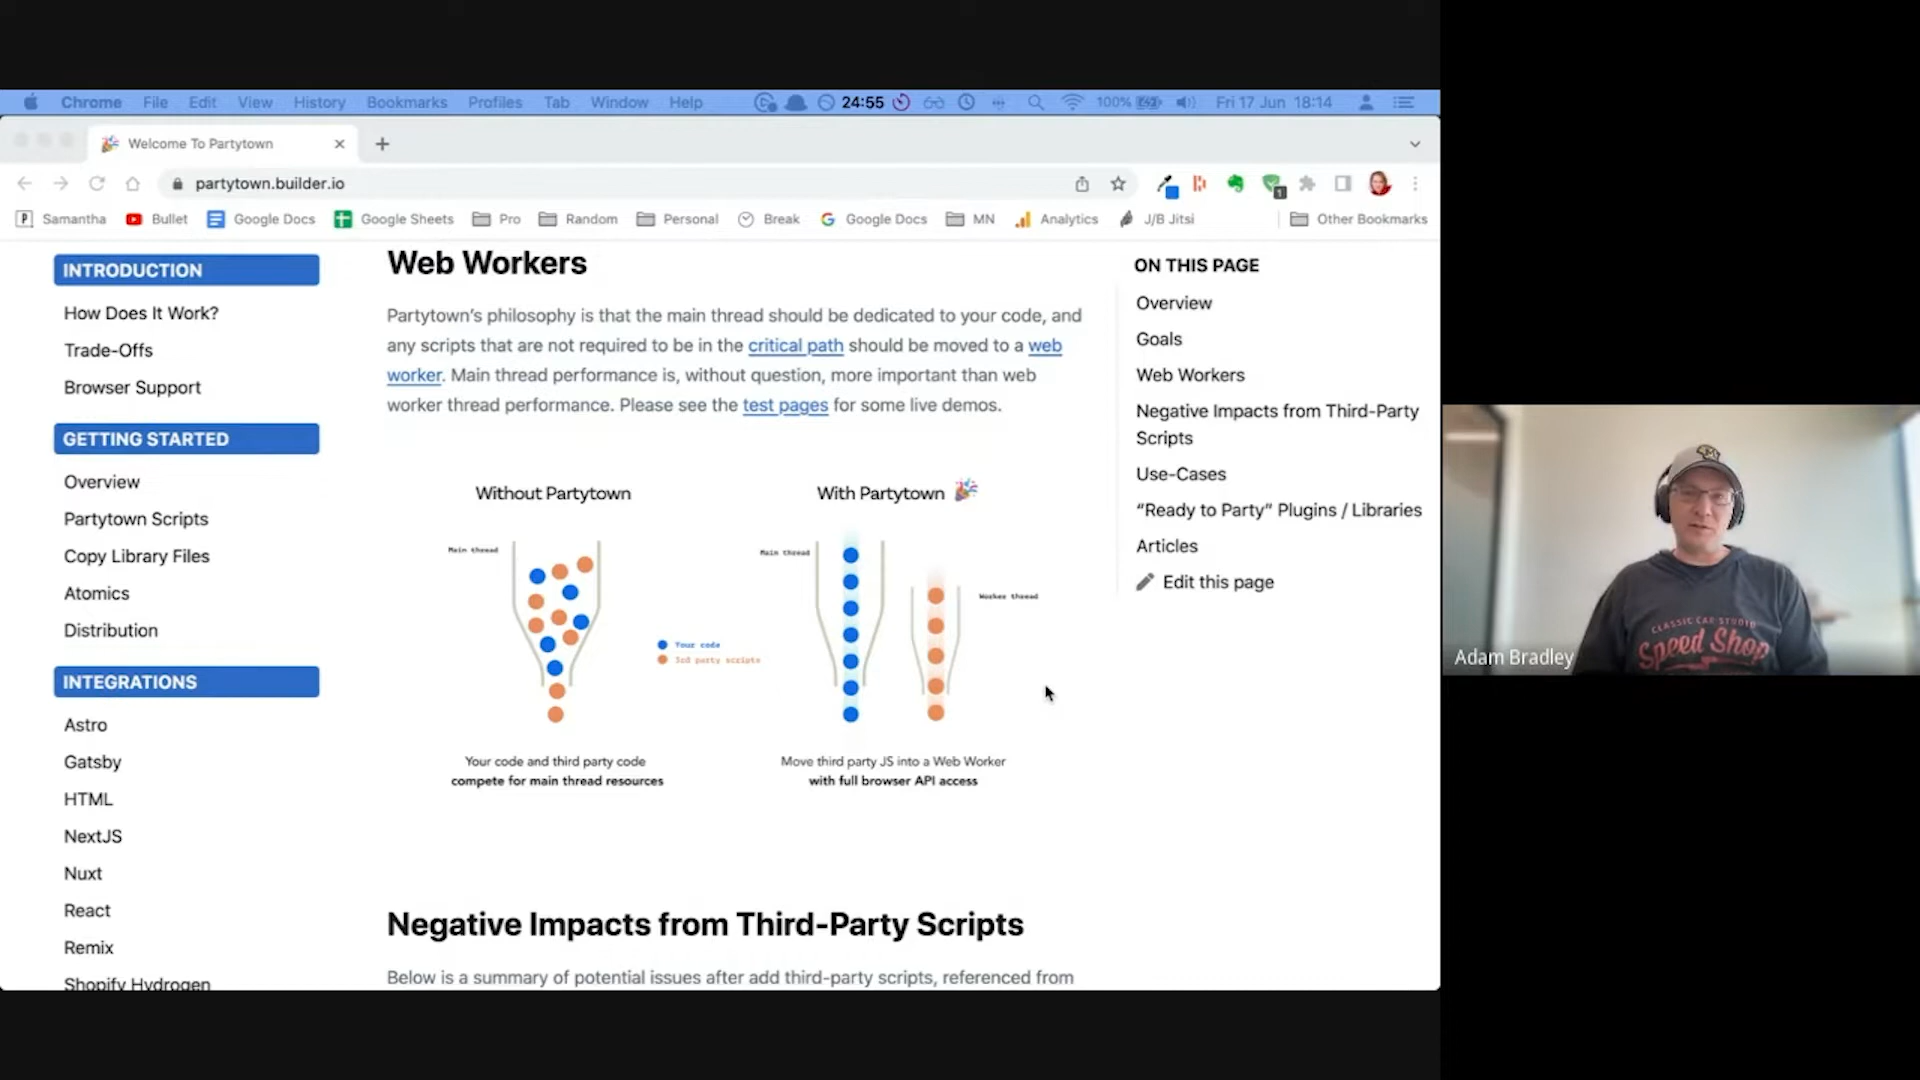 Chrome File Edit View History Bookmarks Profiles Tab Window Help 24:55 100% Fri 17 Jun 18:14
Welcome To Partytown
partytown.builder.io
1
Samantha Bullet Google Docs Google Sheets Pro Random Personal Break Google Docs MN Analytics J/B Jitsi Other Bookmarks
INTRODUCTION
How Does It Work?
Trade-Offs
Browser Support
GETTING STARTED
Overview
Partytown Scripts
Copy Library Files
Atomics
Distribution
INTEGRATIONS
Astro
Gatsby
HTML
NextJS
Nuxt
React
Remix
Shopify Hydrogen
Web Workers
Partytown's philosophy is that the main thread should be dedicated to your code, and
any scripts that are not required to be in the critical path should be moved to a web
worker. Main thread performance is, without question, more important than web
worker thread performance. Please see the test pages for some live demos.
Without Partytown
Main thread
Your code
3rd party scripts
Your code and third party code
compete for main thread resources
With Partytown
Main thread
Worker thread
Move third party JS into a Web Worker
with full browser API access
Negative Impacts from Third-Party Scripts
Below is a summary of potential issues after add third-party scripts, referenced from
ON THIS PAGE
Overview
Goals
Web Workers
Negative Impacts from Third-Party
Scripts
Use-Cases
“Ready to Party” Plugins / Libraries
Articles
Edit this page
CLASSIC CAR STUDIO
Speed Shop
Adam Bradley